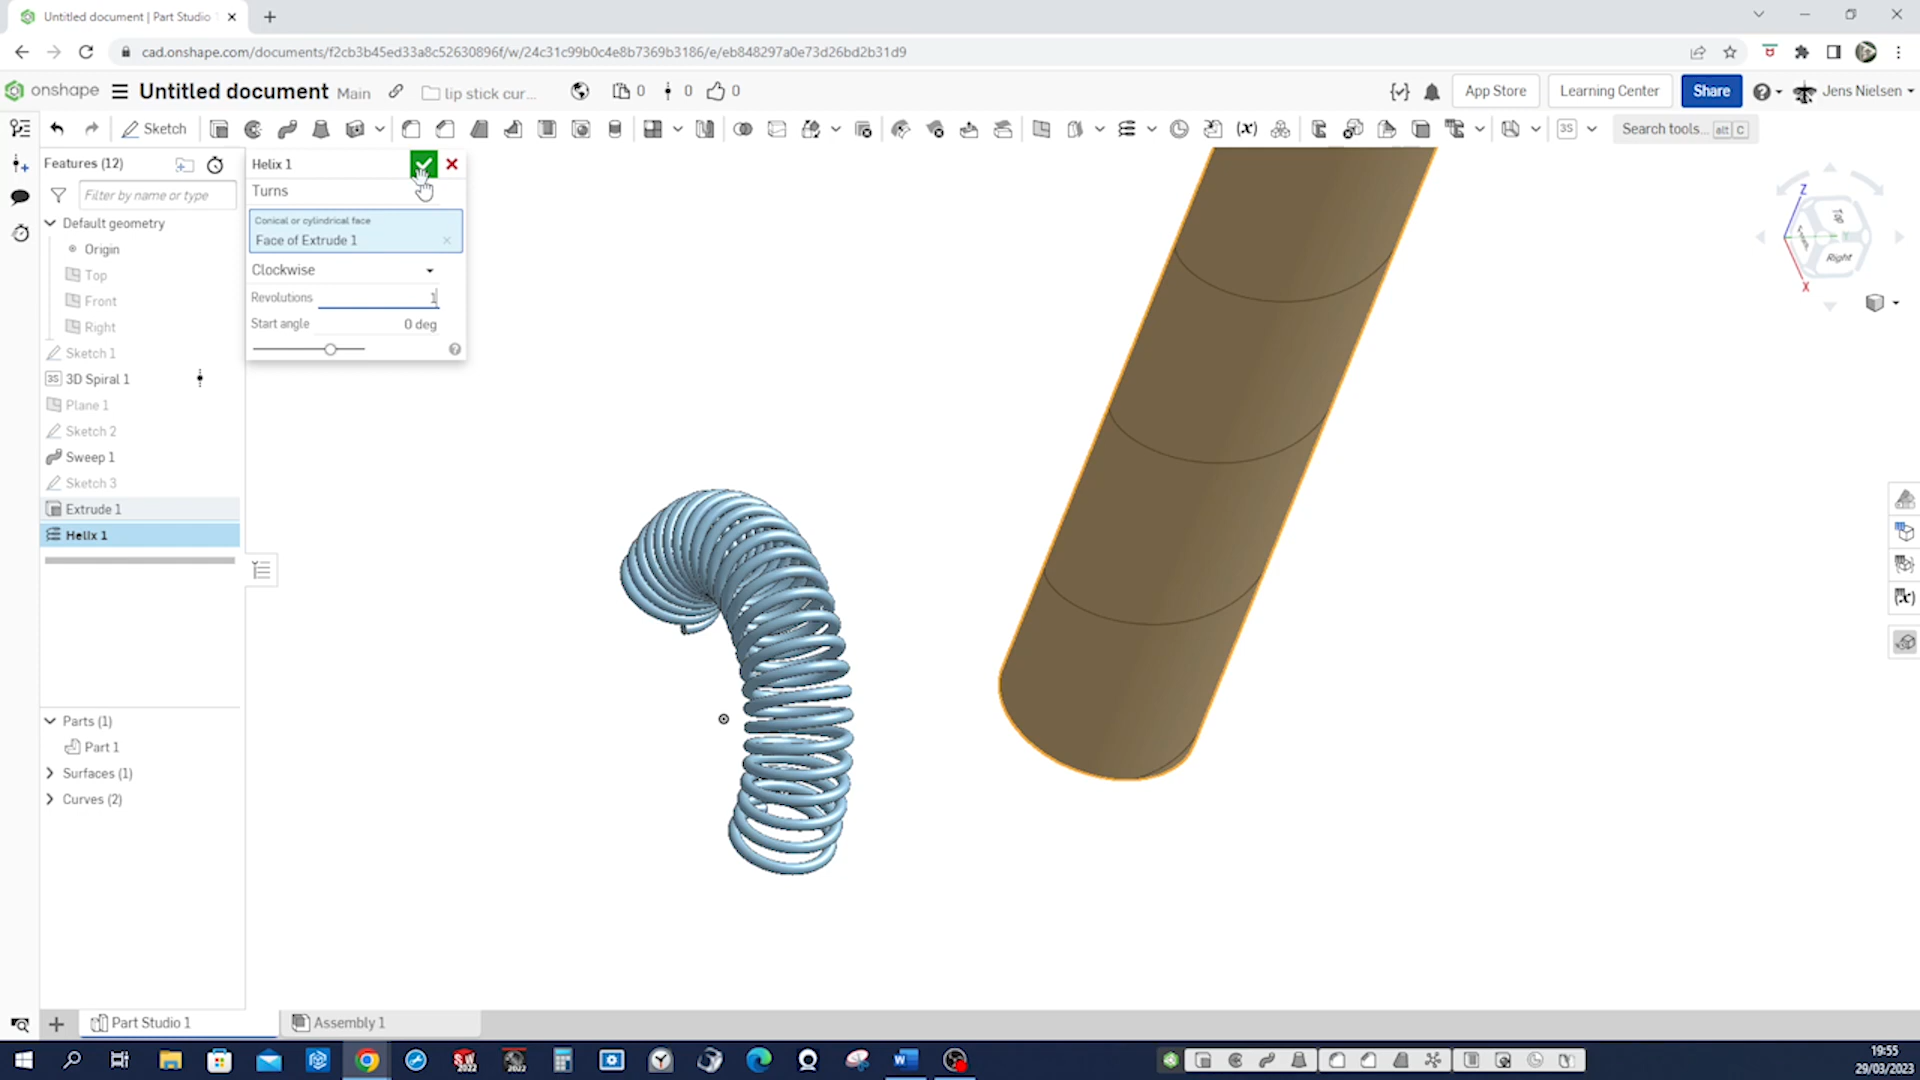 Untitled document | Part Studio
cad.onshape.com/documents/f2cb3b45ed33a8c52630896f/w/24c31c99b0c4e8b7369b3186/e/eb848297a0e73d26bd2b31d9
onshape Untitled document Main lip stick cur... 0 0 0 App Store Learning Center Share Jens Nielsen
Sketch Search tools... alt C
Features (12)
Filter by name or type
Default geometry
Origin
Top
Front
Right
Sketch 1
3D Spiral 1
Plane 1
Sketch 2
Sweep 1
Sketch 3
Extrude 1
Helix 1
Parts (1)
Part 1
Surfaces (1)
Curves (2)
Helix 1
Turns
Conical or cylindrical face
Face of Extrude 1
Clockwise
Revolutions 1
Start angle 0 deg
Z
Top
Right
X
Part Studio 1 Assembly 1
19:55
29/03/2023